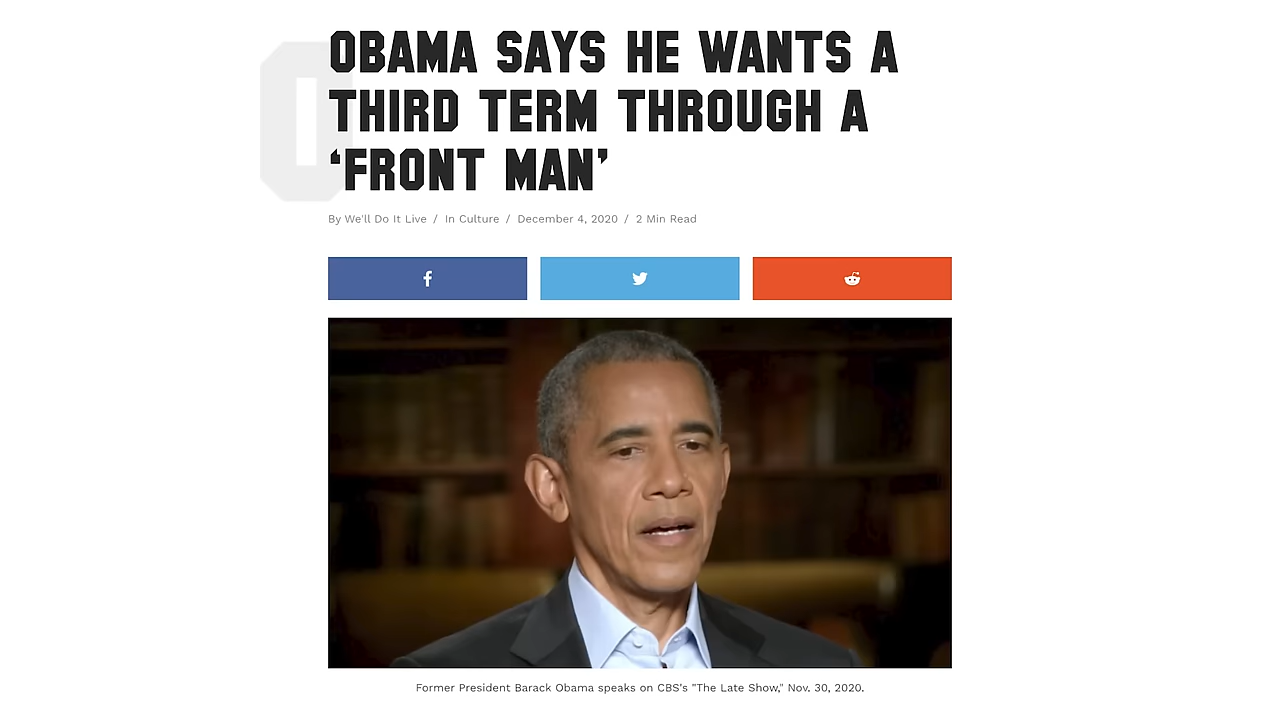 OBAMA SAYS HE WANTS A
THIRD TERM THROUGH A
‘FRONT MAN’
By We'll Do It Live / In Culture / December 4, 2020 / 2 Min Read
Former President Barack Obama speaks on CBS's "The Late Show," Nov. 30, 2020.